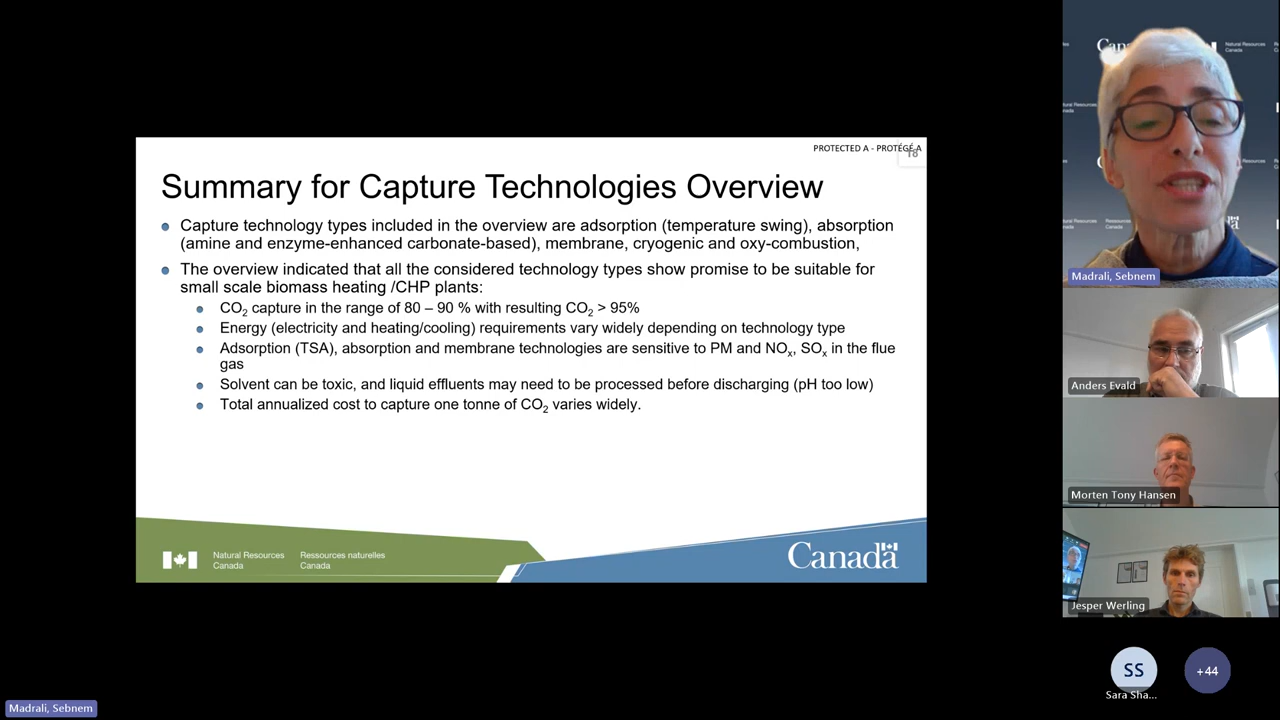 PROTECTED A - PROTÉGÉ A
18
Summary for Capture Technologies Overview
Capture technology types included in the overview are adsorption (temperature swing), absorption
(amine and enzyme-enhanced carbonate-based), membrane, cryogenic and oxy-combustion,
The overview indicated that all the considered technology types show promise to be suitable for
small scale biomass heating /CHP plants:
CO2 capture in the range of 80 – 90 % with resulting CO2 > 95%
Energy (electricity and heating/cooling) requirements vary widely depending on technology type
Adsorption (TSA), absorption and membrane technologies are sensitive to PM and NOx, SOx in the flue
gas
Solvent can be toxic, and liquid effluents may need to be processed before discharging (pH too low)
Total annualized cost to capture one tonne of CO2 varies widely.
Natural Resources
Canada
Ressources naturelles
Canada
Canada
Natural Resources
Canada
Madrali, Sebnem
Anders Evald
Morten Tony Hansen
Jesper Werling
SS
Sara Sha...
+44
Madrali, Sebnem